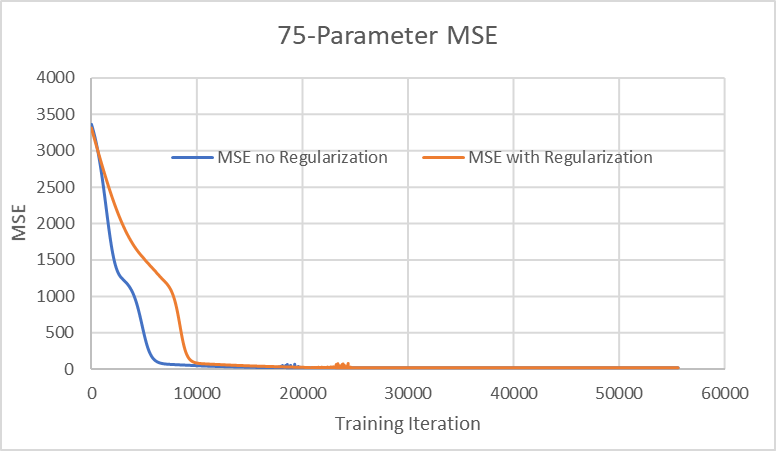 75-Parameter MSE
4000
3500
3000
MSE no Regularization MSE with Regularization
2500
2000
1500
1000
500
0
MSE
0 10000 20000 30000 40000 50000 60000
Training Iteration